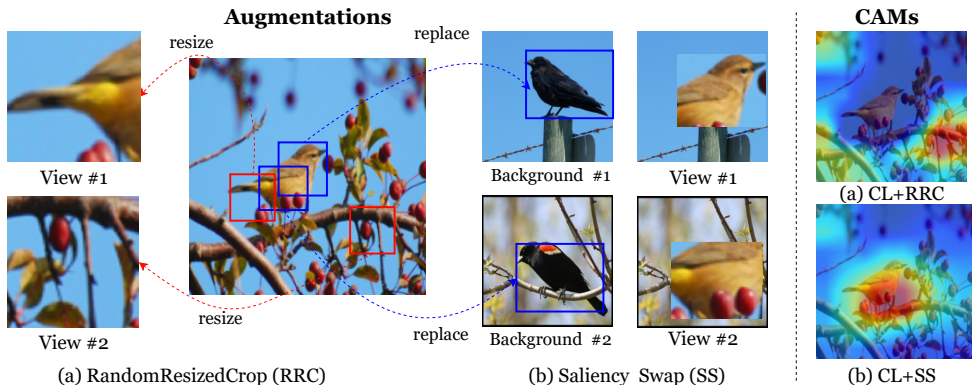 Augmentations
CAMs
resize
replace
View #1
Background #1
View #1
(a) CL+RRC
resize
replace
View #2
Background #2
View #2
(a) RandomResizedCrop (RRC)
(b) Saliency Swap (SS)
(b) CL+SS